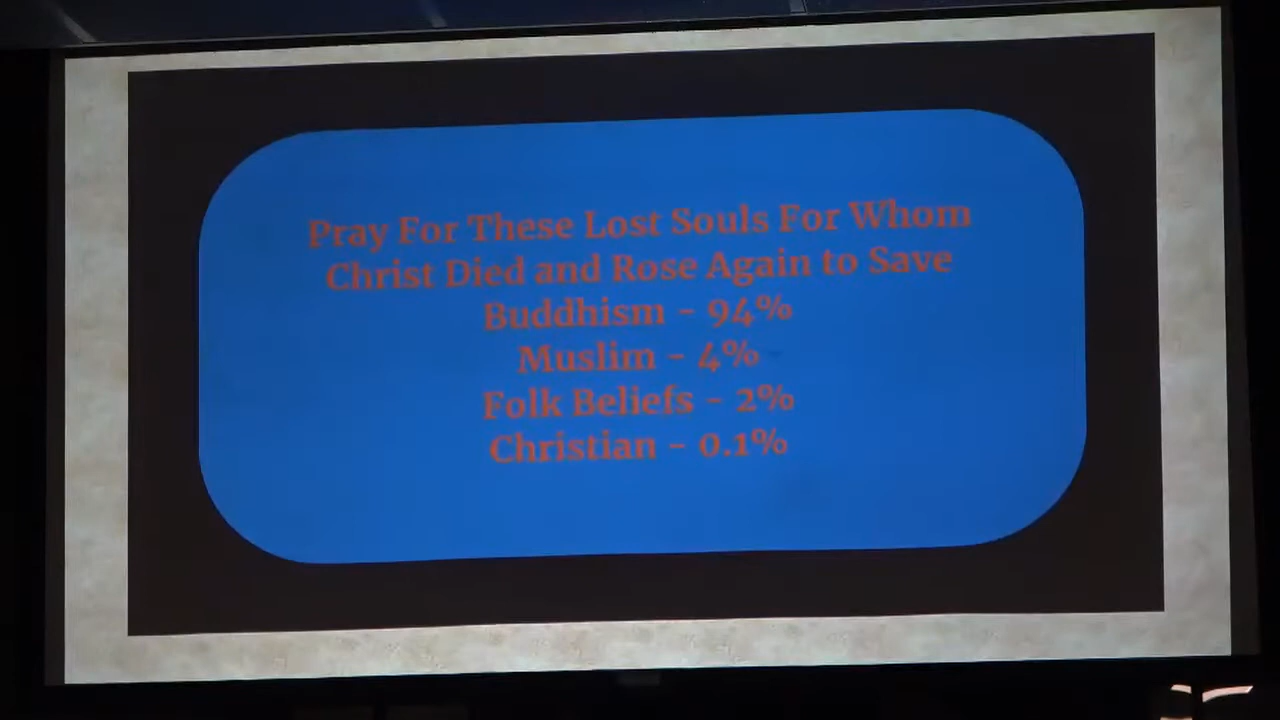 Pray For These Lost Souls For Whom
Christ Died and Rose Again to Save
Buddhism - 94%
Muslim - 4%
Folk Beliefs - 2%
Christian - 0.1%